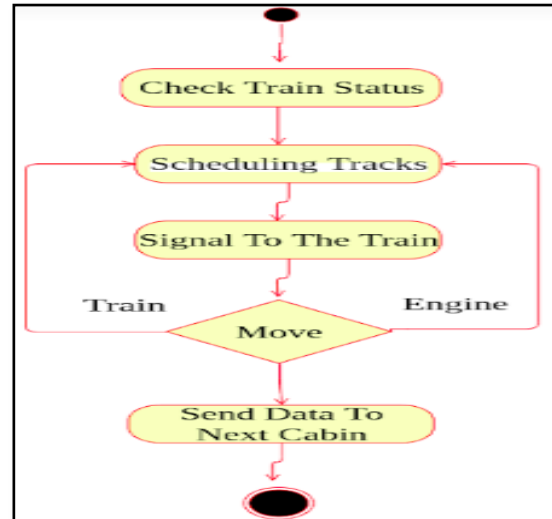 Check Train Status
Scheduling Tracks
Signal To The Train
Train
Engine
Move
Send Data To
Next Cabin